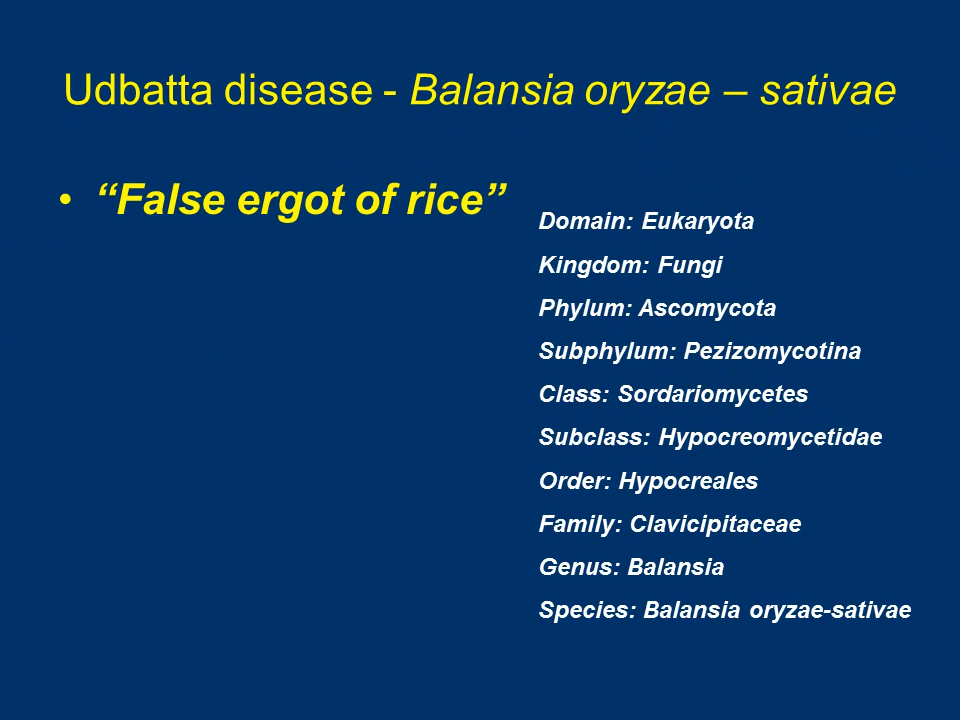 Udbatta disease - Balansia oryzae – sativae
• “False ergot of rice”
Domain: Eukaryota
Kingdom: Fungi
Phylum: Ascomycota
Subphylum: Pezizomycotina
Class: Sordariomycetes
Subclass: Hypocreomycetidae
Order: Hypocreales
Family: Clavicipitaceae
Genus: Balansia
Species: Balansia oryzae-sativae